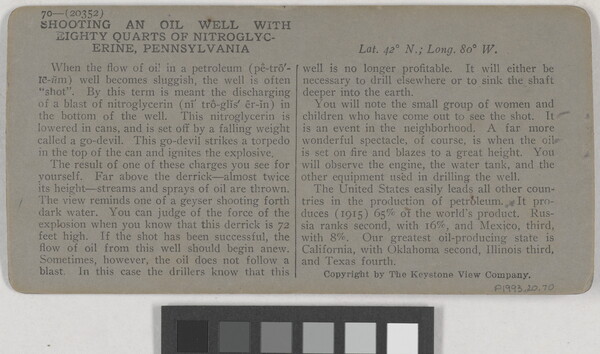 70—(20352)
SHOOTING AN OIL WELL WITH
EIGHTY QUARTS OF NITROGLYC-
ERINE, PENNSYLVANIA
Lat. 42° N.; Long. 80° W.
When the flow of oil in a petroleum (pē-trō′-
lē-ŭm) well becomes sluggish, the well is often
"shot". By this term is meant the discharging
of a blast of nitroglycerin (nī′ trō-glĭs′ ēr-ĭn) in
the bottom of the well. This nitroglycerin is
lowered in cans, and is set off by a falling weight
called a go-devil. This go-devil strikes a torpedo
in the top of the can and ignites the explosive.
The result of one of these charges you see for
yourself. Far above the derrick—almost twice
its height—streams and sprays of oil are thrown.
The view reminds one of a geyser shooting forth
dark water. You can judge of the force of the
explosion when you know that this derrick is 72
feet high. If the shot has been successful, the
flow of oil from this well should begin anew.
Sometimes, however, the oil does not follow a
blast. In this case the drillers know that this
well is no longer profitable. It will either be
necessary to drill elsewhere or to sink the shaft
deeper into the earth.
You will note the small group of women and
children who have come out to see the shot. It
is an event in the neighborhood. A far more
wonderful spectacle, of course, is when the oil
is set on fire and blazes to a great height. You
will observe the engine, the water tank, and the
other equipment used in drilling the well.
The United States easily leads all other coun-
tries in the production of petroleum. It pro-
duces (1915) 65% of the world's product. Rus-
sia ranks second, with 16%, and Mexico, third,
with 8%. Our greatest oil-producing state is
California, with Oklahoma second, Illinois third,
and Texas fourth.
Copyright by The Keystone View Company.
P1993.20.70